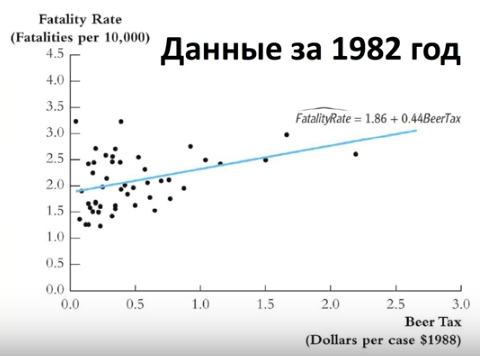 Fatality Rate
(Fatalities per 10,000)
Данные за 1982 год
4.5
4.0
3.5
FatalityRate = 1.86 + 0.44BeerTax
3.0
2.5
2.0
1.5
1.0
0.5
0.0
0.0 0.5 1.0 1.5 2.0 2.5 3.0
Beer Tax
(Dollars per case $1988)